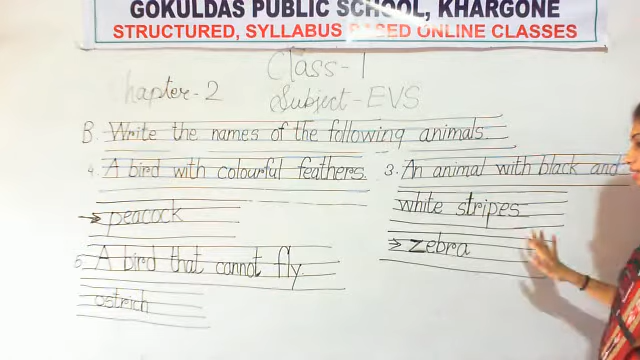 GOKULDAS PUBLIC SCHOOL, KHARGONE
STRUCTURED, SYLLABUS BASED ONLINE CLASSES
Class-1
Chapter-2
Subject-EVS
B Write the names of the following animals
4. A bird with colourful feathers.
→ peacock
5. A bird that cannot fly
ostrich
3. An animal with black and
white stripes
→ zebra